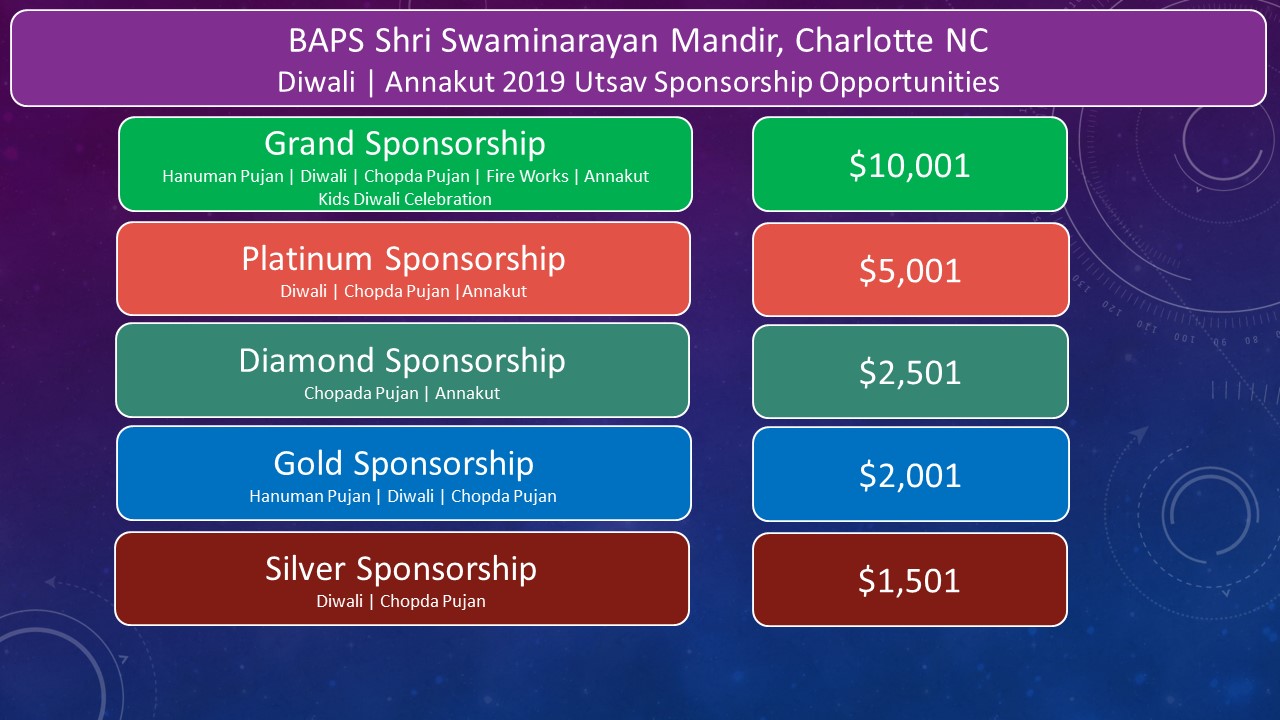 BAPS Shri Swaminarayan Mandir, Charlotte NC
Diwali | Annakut 2019 Utsav Sponsorship Opportunities
Grand Sponsorship
Hanuman Pujan | Diwali | Chopda Pujan | Fire Works | Annakut
Kids Diwali Celebration
$10,001
Platinum Sponsorship
Diwali | Chopda Pujan |Annakut
$5,001
Diamond Sponsorship
Chopada Pujan | Annakut
$2,501
Gold Sponsorship
Hanuman Pujan | Diwali | Chopda Pujan
$2,001
Silver Sponsorship
Diwali | Chopda Pujan
$1,501